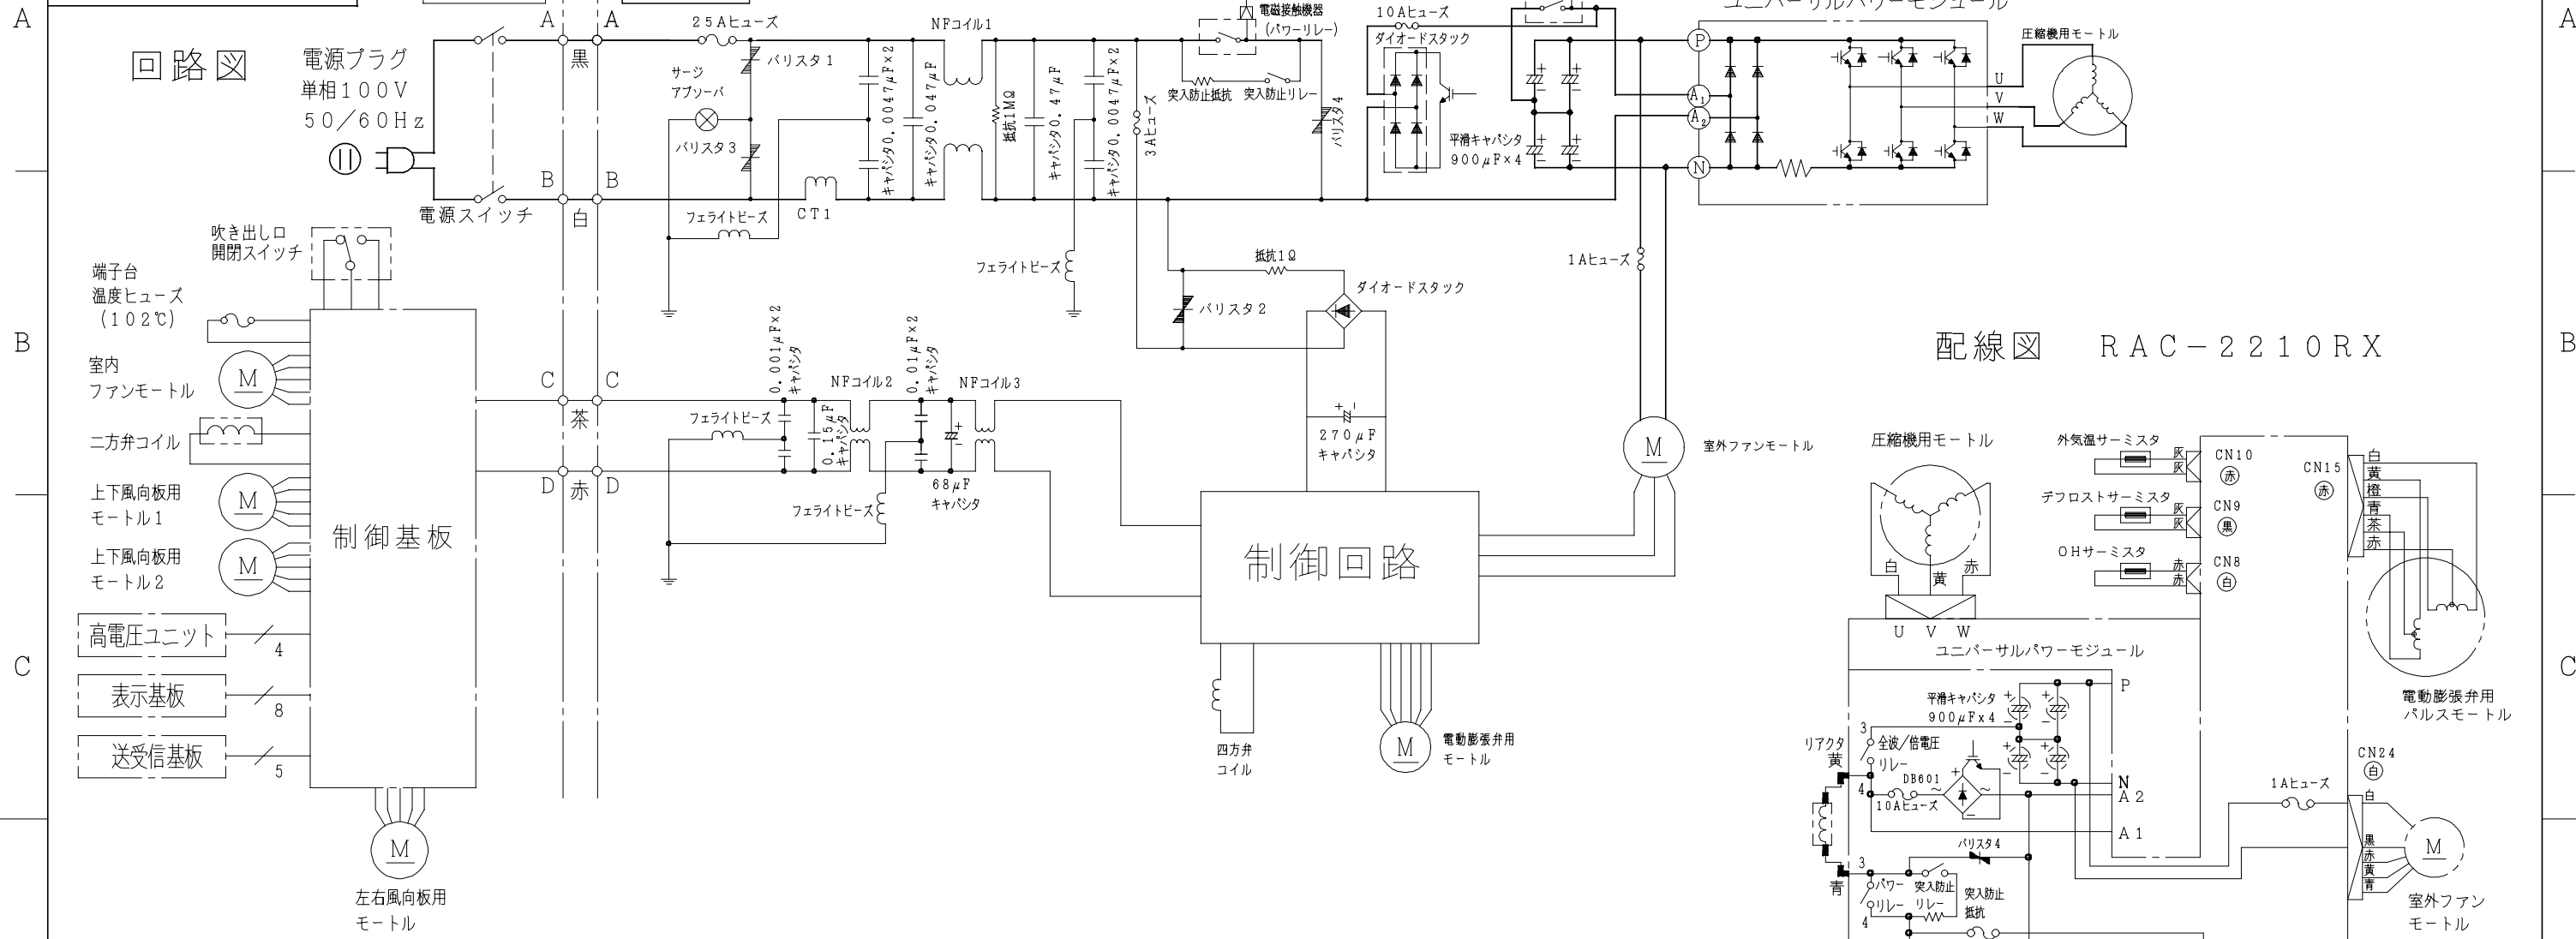 A
A
回路図
電源プラグ
単相100V
50/60Hz
電源スイッチ
A
A
黒
B
B
白
25Aヒューズ
バリスタ1
サージ
アブソーバ
バリスタ3
フェライトビーズ
CT1
キャパシタ0.0047μF×2
キャパシタ0.047μF
NFコイル1
抵抗1MΩ
キャパシタ0.47μF
キャパシタ0.0047μF×2
フェライトビーズ
3Aヒューズ
電磁接触機器
(パワーリレー)
突入防止抵抗
突入防止リレー
バリスタ4
10Aヒューズ
ダイオードスタック
平滑キャパシタ
900μF×4
ユニバーサルパワーモジュール
P
A1
A2
N
U
V
W
圧縮機用モートル
吹き出し口
開閉スイッチ
端子台
温度ヒューズ
(102℃)
B
B
室内
ファンモートル
M
二方弁コイル
上下風向板用
モートル1
M
上下風向板用
モートル2
M
制御基板
高電圧ユニット
4
表示基板
8
送受信基板
5
C
C
M
左右風向板用
モートル
C
C
茶
D
D
赤
フェライトビーズ
0.001μF×2
キャパシタ
0.15μF
キャパシタ
NFコイル2
0.01μF×2
キャパシタ
NFコイル3
フェライトビーズ
68μF
キャパシタ
抵抗1Ω
バリスタ2
ダイオードスタック
270μF
キャパシタ
1Aヒューズ
M
室外ファンモートル
制御回路
四方弁
コイル
M
電動膨張弁用
モートル
配線図 RAC-2210RX
圧縮機用モートル
白
黄
赤
U V W
ユニバーサルパワーモジュール
外気温サーミスタ
灰
灰
CN10
赤
デフロストサーミスタ
灰
灰
CN9
黒
OHサーミスタ
赤
赤
CN8
白
CN15
赤
白
黄
橙
青
茶
赤
電動膨張弁用
パルスモートル
平滑キャパシタ
900μF×4
P
N
A2
A1
リアクタ
黄
3
全波/倍電圧
リレー
4
DB601
10Aヒューズ
バリスタ4
青
3
パワー
リレー
4
突入防止
リレー
突入防止
抵抗
1Aヒューズ
CN24
白
白
黒
赤
黄
青
M
室外ファン
モートル